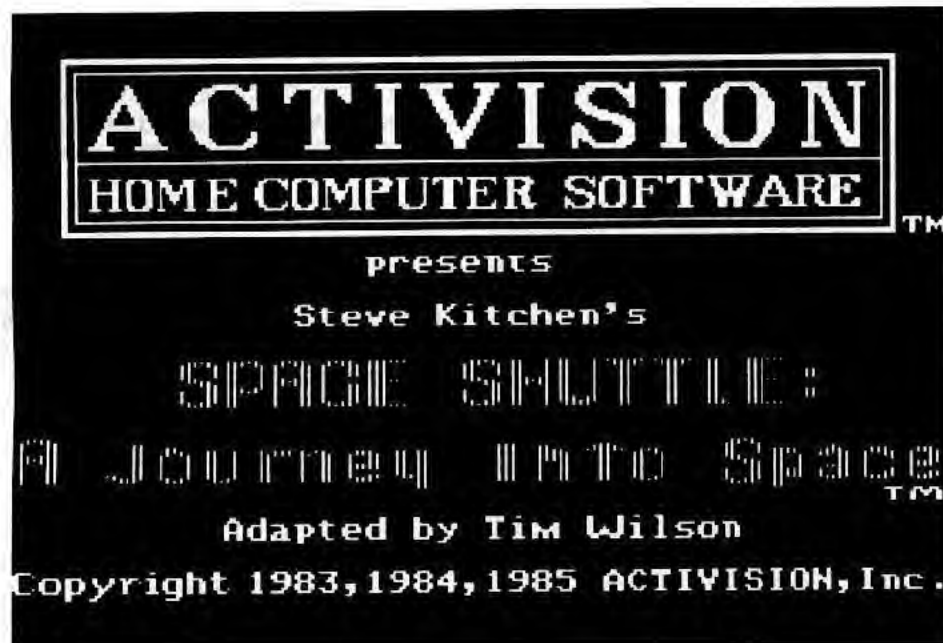 ACTIVISION
HOME COMPUTER SOFTWARE
TM
presents
Steve Kitchen's
SPACE SHUTTLE:
A Journey Into Space
TM
Adapted by Tim Wilson
Copyright 1983,1984,1985 ACTIVISION,Inc.